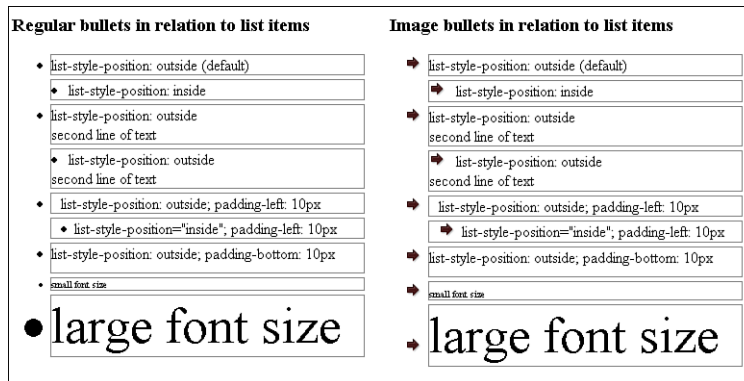 Regular bullets in relation to list items
list-style-position: outside (default)
list-style-position: inside
list-style-position: outside
second line of text
list-style-position: outside
second line of text
list-style-position: outside; padding-left: 10px
list-style-position="inside"; padding-left: 10px
list-style-position: outside; padding-bottom: 10px
small font size
large font size
Image bullets in relation to list items
list-style-position: outside (default)
list-style-position: inside
list-style-position: outside
second line of text
list-style-position: outside
second line of text
list-style-position: outside; padding-left: 10px
list-style-position="inside"; padding-left: 10px
list-style-position: outside; padding-bottom: 10px
small font size
large font size